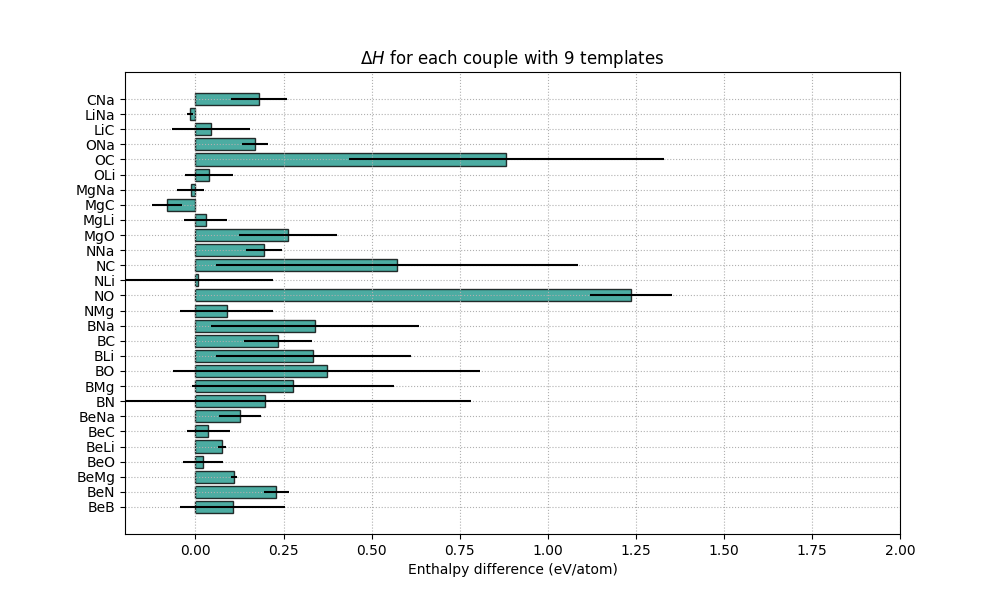 ΔH for each couple with 9 templates
CNa
LiNa
LiC
ONa
OC
OLi
MgNa
MgC
MgLi
MgO
NNa
NC
NLi
NO
NMg
BNa
BC
BLi
BO
BMg
BN
BeNa
BeC
BeLi
BeO
BeMg
BeN
BeB
0.00 0.25 0.50 0.75 1.00 1.25 1.50 1.75 2.00
Enthalpy difference (eV/atom)